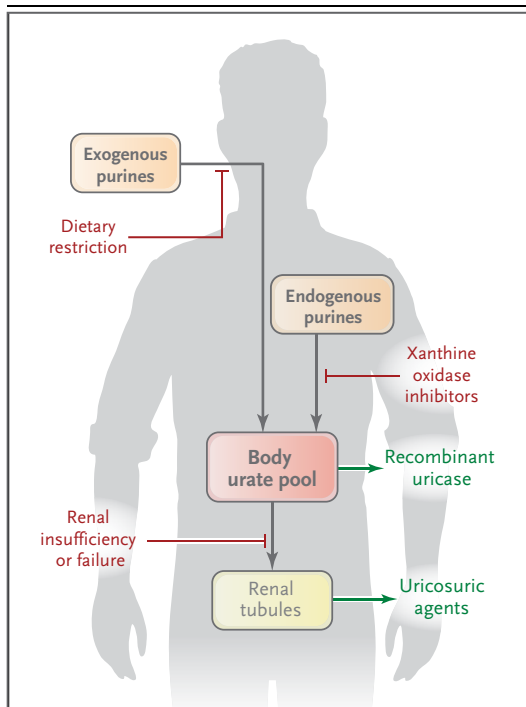 Exogenous
purines
Dietary
restriction
Endogenous
purines
Xanthine
oxidase
inhibitors
Body
urate pool
Recombinant
uricase
Renal
insufficiency
or failure
Renal
tubules
Uricosuric
agents